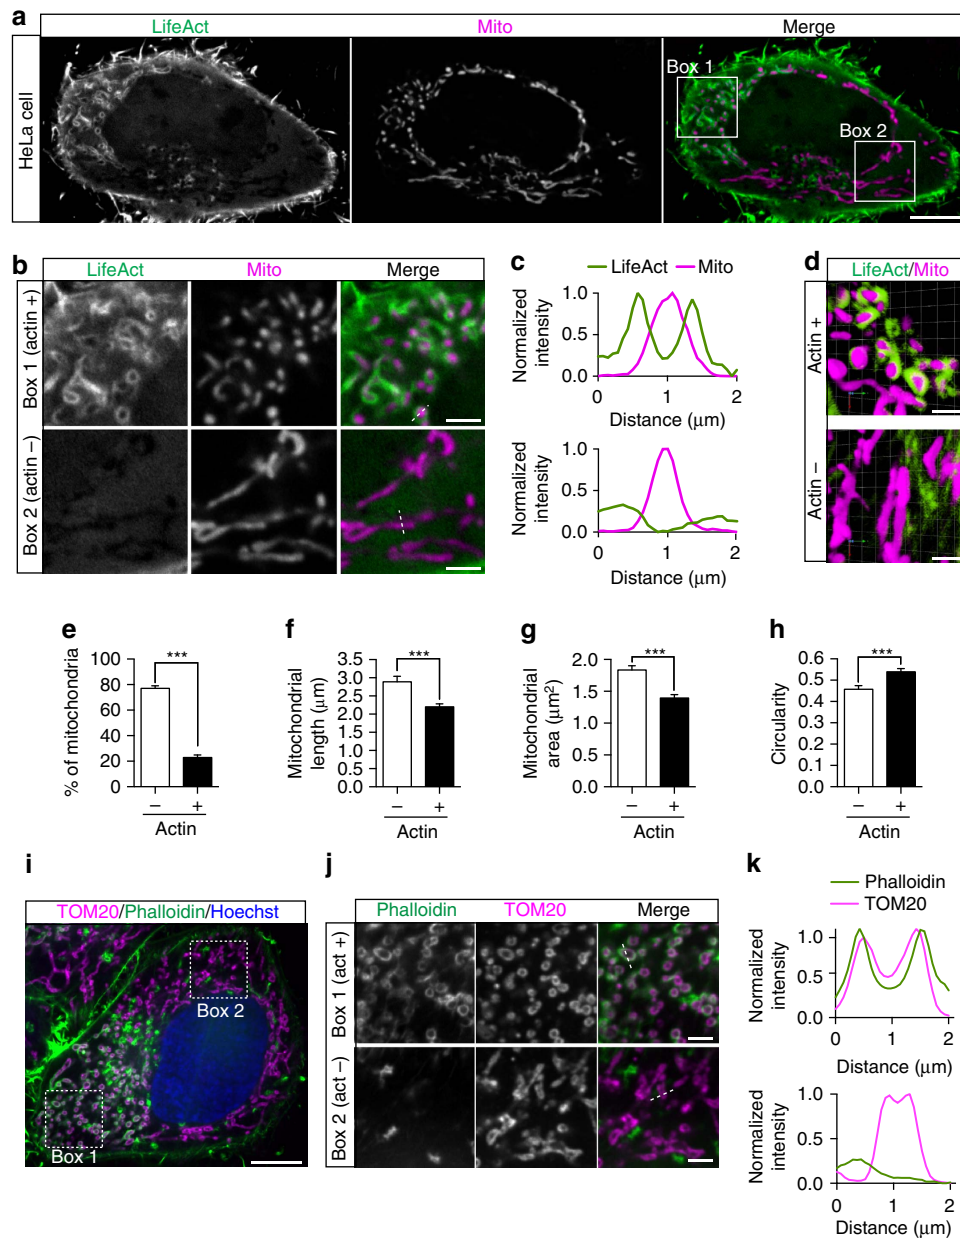 a
LifeAct Mito Merge
HeLa cell
Box 1
Box 2
b
LifeAct Mito Merge
Box 1 (actin +)
Box 2 (actin −)
c
LifeAct Mito
Normalized intensity
1.0
0.5
0.0
0 1 2
Distance (μm)
Normalized intensity
1.0
0.5
0
0 1 2
Distance (μm)
d
LifeAct/Mito
Actin +
Actin −
e
% of mitochondria
100
80
60
40
20
0
***
− +
Actin
f
Mitochondrial length (μm)
3.5
3.0
2.5
2.0
1.5
1.0
0.5
0.0
***
− +
Actin
g
Mitochondrial area (μm²)
2.0
1.5
1.0
0.5
0
***
− +
Actin
h
Circularity
0.6
0.5
0.4
0.3
0.2
0.1
0
***
− +
Actin
i
TOM20/Phalloidin/Hoechst
Box 2
Box 1
j
Phalloidin TOM20 Merge
Box 1 (act +)
Box 2 (act −)
k
Phalloidin
TOM20
Normalized intensity
1.0
0.5
0.0
0 1 2
Distance (μm)
Normalized intensity
1.0
0.5
0.0
0 1 2
Distance (μm)